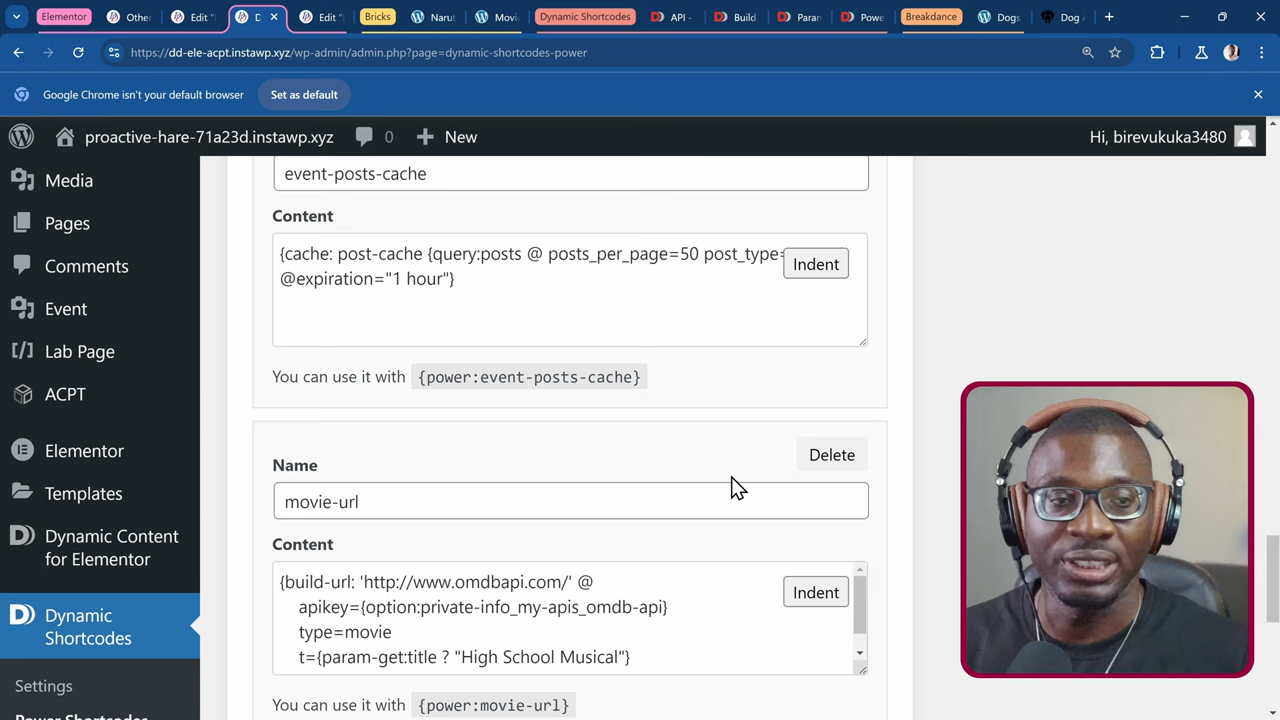 Elementor
Other
Edit "
D
Edit "
Bricks
Narut
Movi
Dynamic Shortcodes
API -
Build
Param
Powe
Breakdance
Dogs
Dog
https://dd-ele-acpt.instawp.xyz/wp-admin/admin.php?page=dynamic-shortcodes-power
Google Chrome isn't your default browser
Set as default
proactive-hare-71a23d.instawp.xyz
0
New
Hi, birevukuka3480
Media
Pages
Comments
Event
Lab Page
ACPT
Elementor
Templates
Dynamic Content
for Elementor
Dynamic
Shortcodes
Settings
Power Shortcodes
event-posts-cache
Content
{cache: post-cache {query:posts @ posts_per_page=50 post_type=
@expiration="1 hour"}
Indent
You can use it with {power:event-posts-cache}
Delete
Name
movie-url
Content
{build-url: 'http://www.omdbapi.com/' @
apikey={option:private-info_my-apis_omdb-api}
type=movie
t={param-get:title ? "High School Musical"}
Indent
You can use it with {power:movie-url}